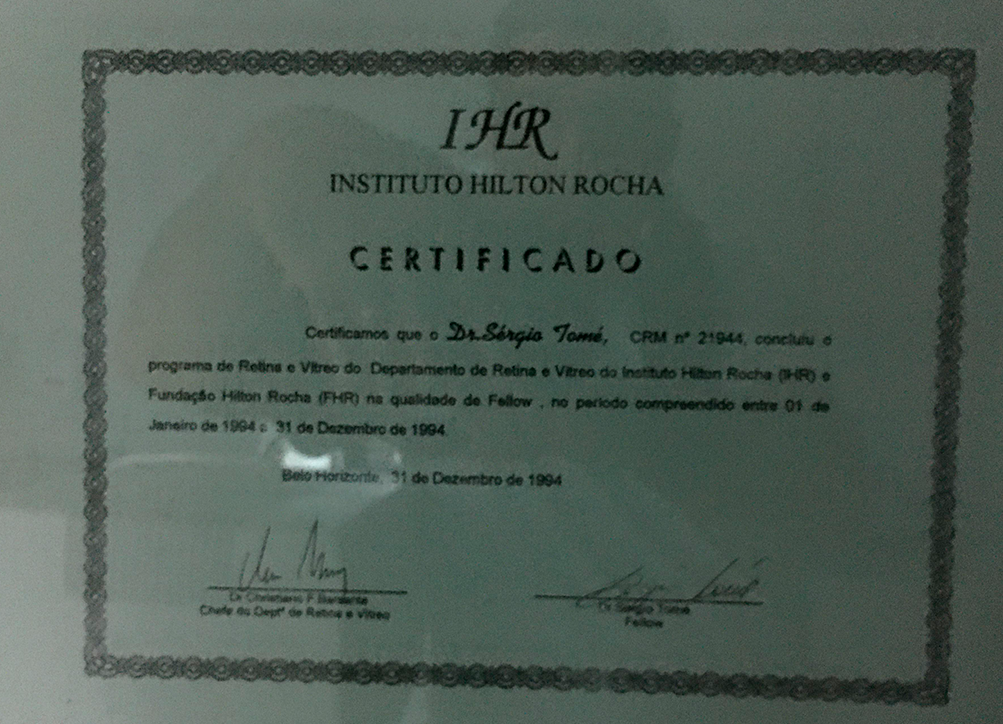 IHR
INSTITUTO HILTON ROCHA
CERTIFICADO
Certificamos que o Dr. Sérgio Tomé, CRM nº 21944, concluiu o
programa de Retina e Vítreo do Departamento de Retina e Vítreo do Instituto Hilton Rocha (IHR) e
Fundação Hilton Rocha (FHR) na qualidade de Fellow , no período compreendido entre 01 de
Janeiro de 1994 a 31 de Dezembro de 1994
Belo Horizonte, 31 de Dezembro de 1994
Dr Christiano F
Chefe do Deptº de Retina e Vítreo
Dr Sérgio Tomé
Fellow